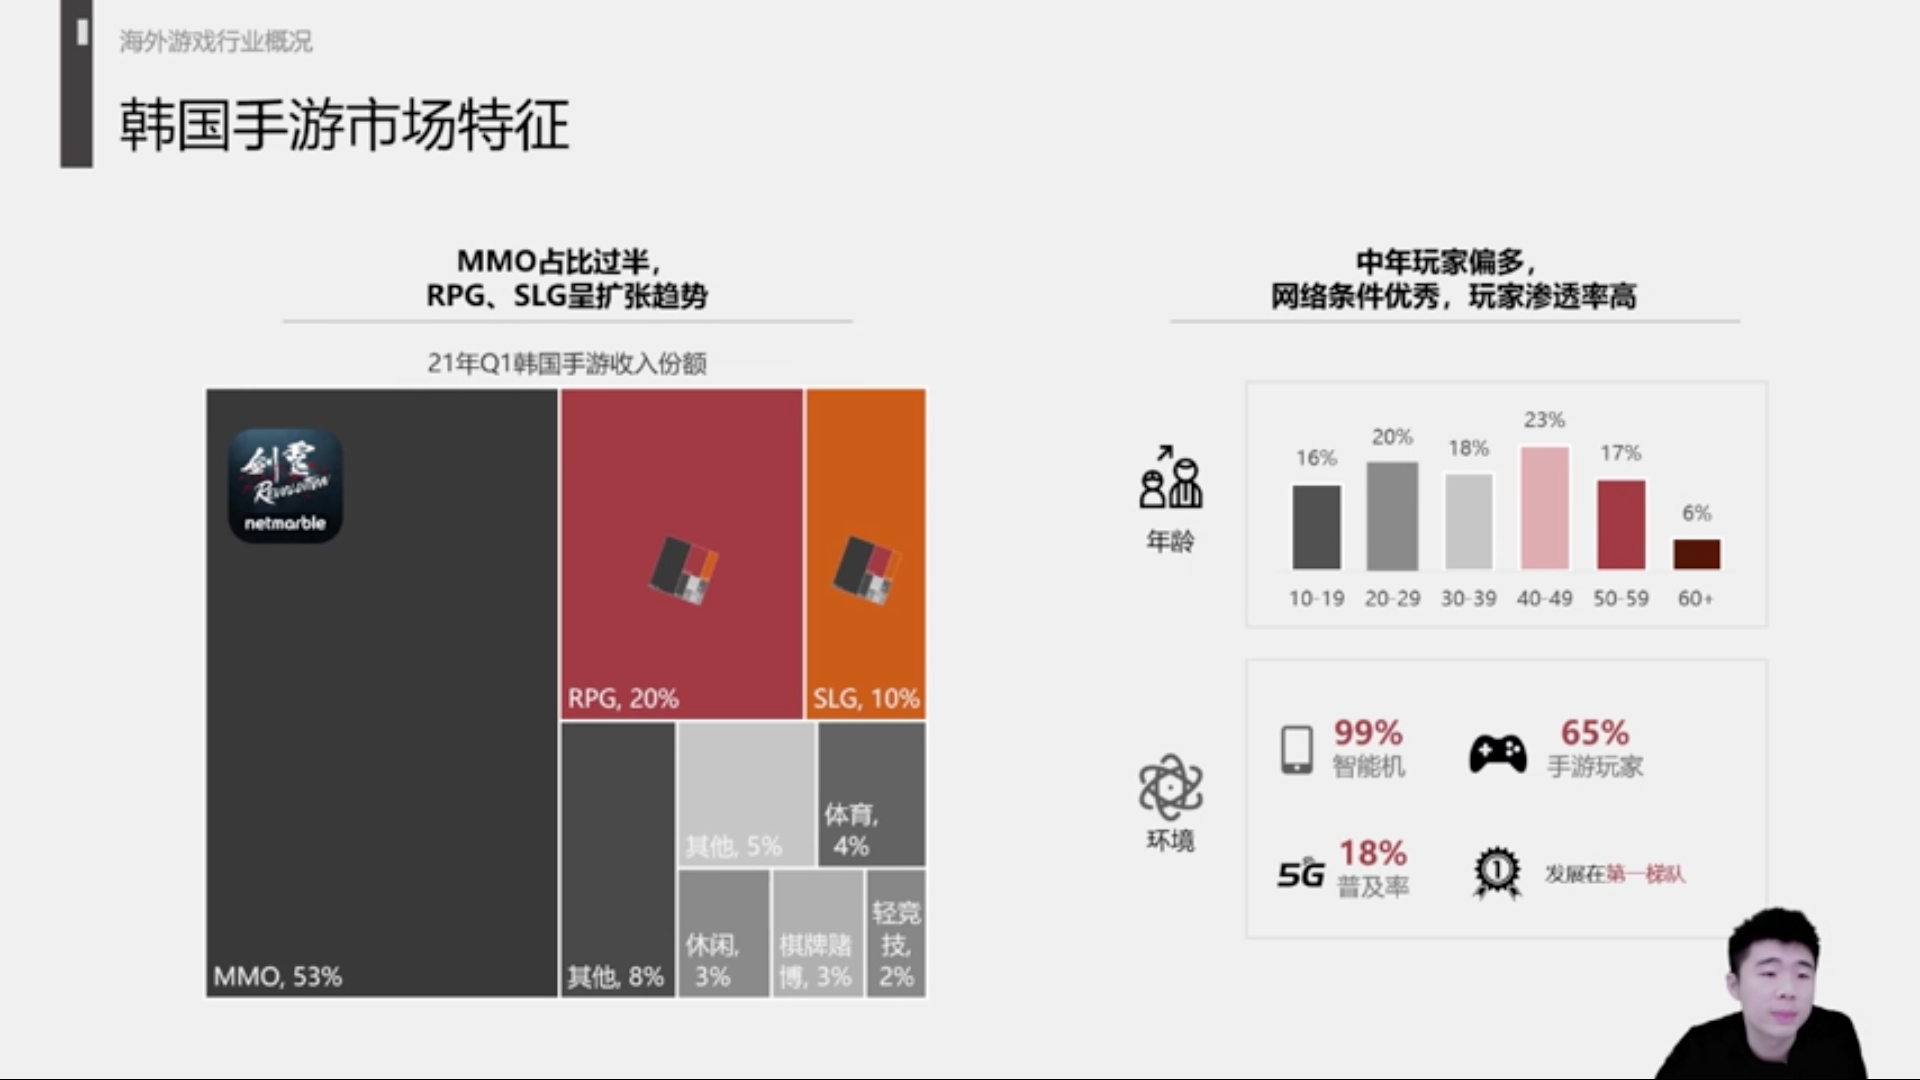 海外游戏行业概况
韩国手游市场特征
MMO占比过半，
RPG、SLG呈扩张趋势
21年Q1韩国手游收入份额
剑灵
REVOLUTION
netmarble
MMO, 53%
RPG, 20%
SLG, 10%
其他, 8%
其他, 5%
体育,
4%
休闲,
3%
棋牌赌
博, 3%
轻竞
技,
2%
中年玩家偏多，
网络条件优秀，玩家渗透率高
年龄
16%
20%
18%
23%
17%
6%
10-19
20-29
30-39
40-49
50-59
60+
环境
99%
智能机
65%
手游玩家
5G
18%
普及率
1
发展在第一梯队